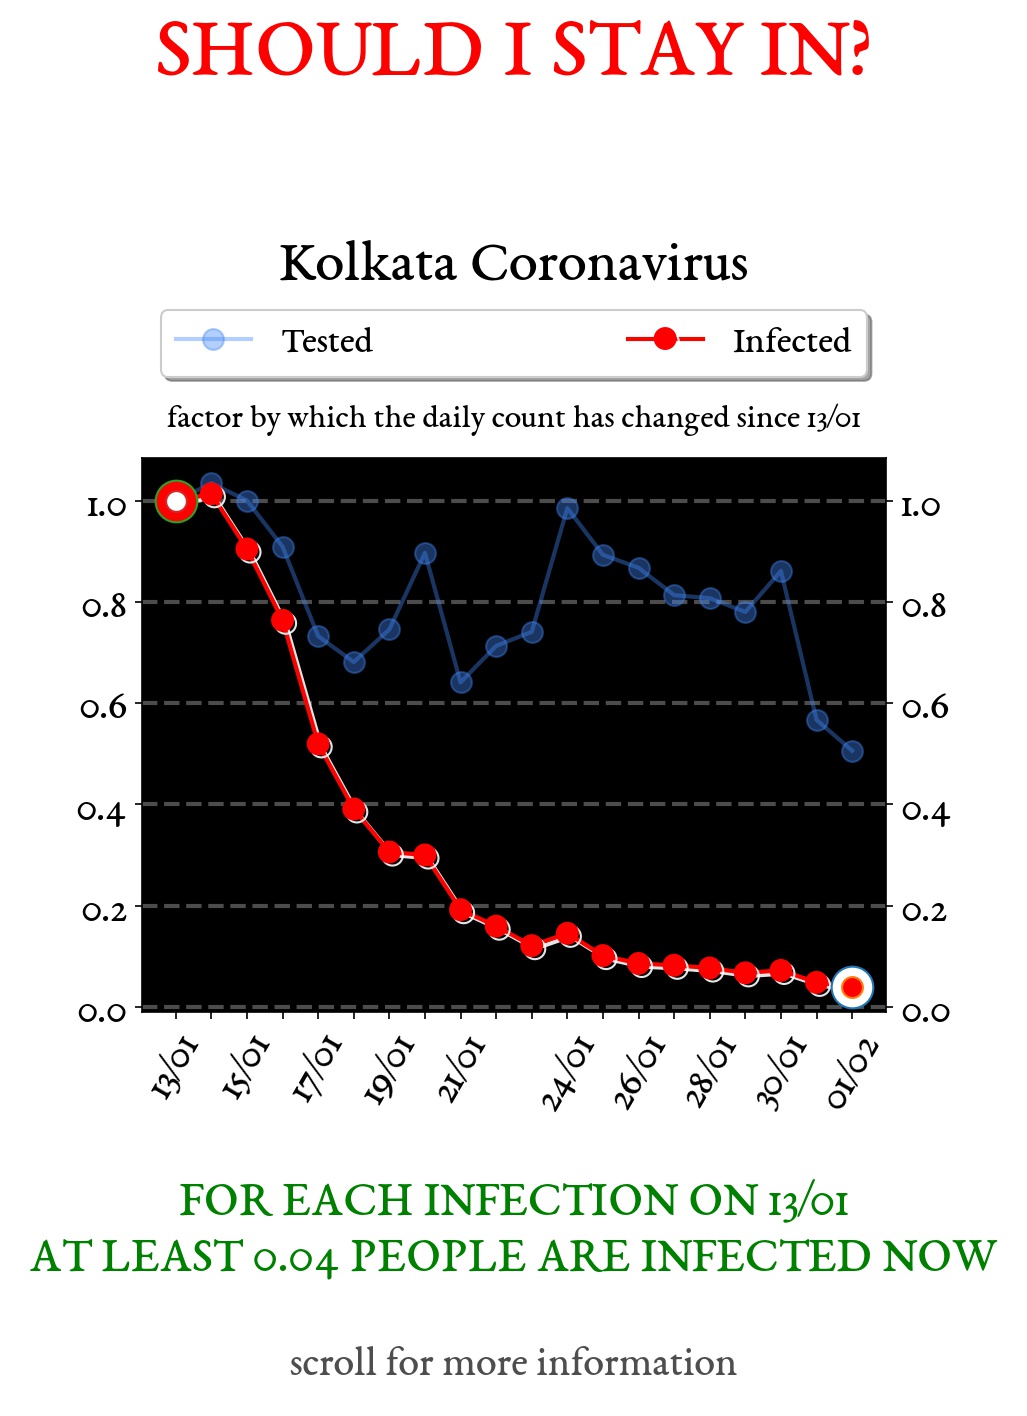 SHOULD I STAY IN?
Kolkata Coronavirus
Tested Infected
factor by which the daily count has changed since 13/01
1.0 1.0
0.8 0.8
0.6 0.6
0.4 0.4
0.2 0.2
0.0 0.0
13/01 15/01 17/01 19/01 21/01 24/01 26/01 28/01 30/01 01/02
FOR EACH INFECTION ON 13/01
AT LEAST 0.04 PEOPLE ARE INFECTED NOW
scroll for more information